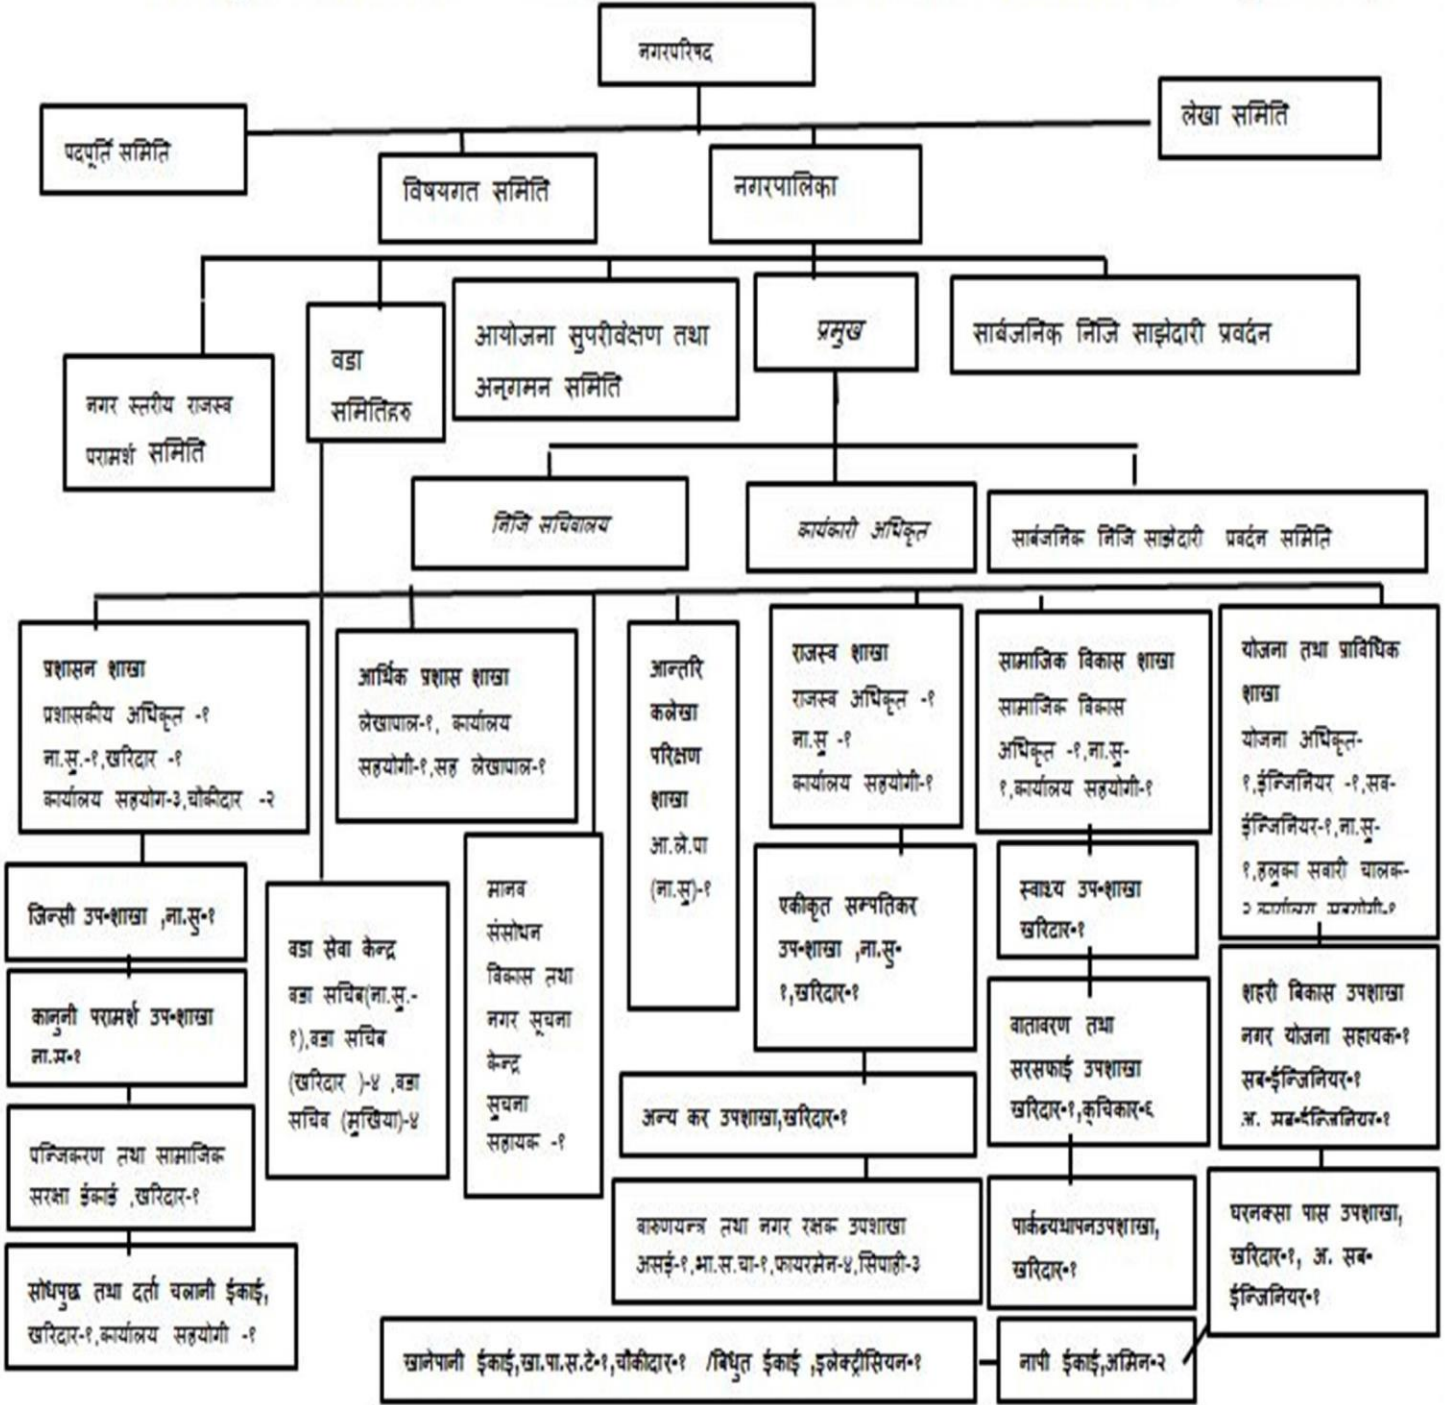 नगरपरिषद
लेखा समिति
पदपूर्ति समिति
विषयगत समिति
नगरपालिका
नगर स्तरीय राजस्व
परामर्श समिति
वडा
समितिहरु
आयोजना सुपरीवेक्षण तथा
अनुगमन समिति
प्रमुख
सार्बजनिक निजि साझेदारी प्रवर्दन
निजि सचिवालय
कार्यकारी अधिकृत
सार्बजनिक निजि साझेदारी प्रवर्दन समिति
प्रशासन शाखा
प्रशासकीय अधिकृत -१
ना.सु.-१,खरिदार -१
कार्यालय सहयोग-३,चौकीदार -२
आर्थिक प्रशास शाखा
लेखापाल-१, कार्यालय
सहयोगी-१,सह लेखापाल-१
आन्तरि
कलेखा
परिक्षण
शाखा
आ.ले.पा
(ना.सु)-१
राजस्व शाखा
राजस्व अधिकृत -१
ना.सु -१
कार्यालय सहयोगी-१
सामाजिक विकास शाखा
सामाजिक विकास
अधिकृत -१,ना.सु-
१,कार्यालय सहयोगी-१
योजना तथा प्राविधिक
शाखा
योजना अधिकृत-
१,ईन्जिनियर -१,सब-
ईन्जिनियर-१,ना.सु-
१,हलुका सवारी चालक-
२,कार्यालय सहयोगी-१
जिन्सी उप-शाखा ,ना.सु-१
कानुनी परामर्श उप-शाखा
ना.स-१
पन्जिकरण तथा सामाजिक
सरक्षा ईकाई ,खरिदार-१
सोधपुछ तथा दर्ता चलानी ईकाई,
खरिदार-१,कार्यालय सहयोगी -१
वडा सेवा केन्द्र
वडा सचिब(ना.सु.-
१),वडा सचिब
(खरिदार )-४ ,वडा
सचिब (मुखिया)-४
मानव
संसोधन
विकास तथा
नगर सूचना
केन्द्र
सुचना
सहायक -१
एकीकृत सम्पतिकर
उप-शाखा ,ना.सु-
१,खरिदार-१
अन्य कर उपशाखा,खरिदार-१
वारुणयन्त्र तथा नगर रक्षक उपशाखा
असई-१,भा.स.चा-१,फायरमेन-४,सिपाही-३
स्वाथ्य उप-शाखा
खरिदार-१
वातावरण तथा
सरसफाई उपशाखा
खरिदार-१,कुचिकार-६
पार्कब्यथापनउपशाखा,
खरिदार-१
शहरी बिकास उपशाखा
नगर योजना सहायक-१
सब-ईन्जिनियर-१
अ. सब-ईन्जिनियर-१
घरनक्सा पास उपशाखा,
खरिदार-१, अ. सब-
ईन्जिनियर-१
खानेपानी ईकाई,खा.पा.स.टे-१,चौकीदार-१ /बिधुत ईकाई ,इलेक्ट्रीसियन-१
नापी ईकाई,अमिन-२